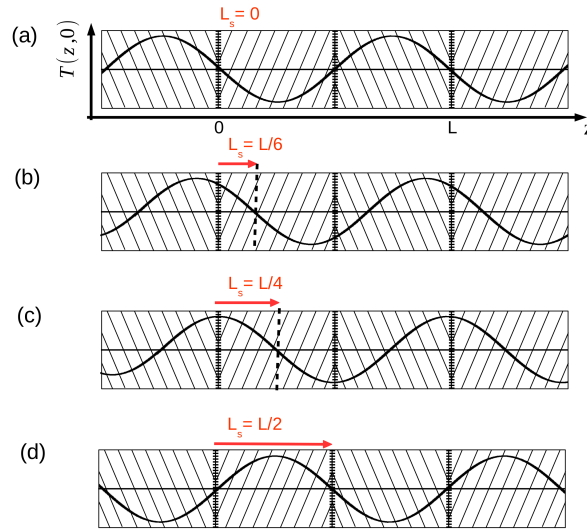 L_s = 0
(a)
T(z,0)
0
L
z
L_s = L/6
(b)
L_s = L/4
(c)
L_s = L/2
(d)